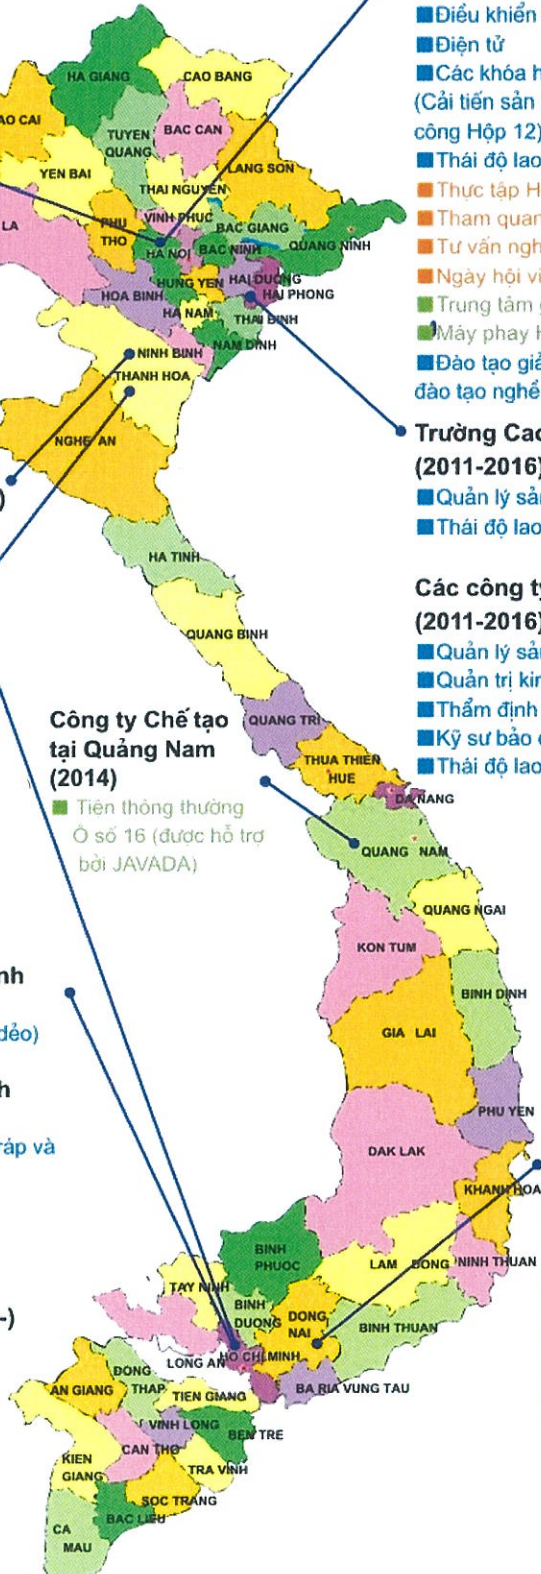 Điều khiển
Điện tử
Các khóa h
(Cải tiến sản
công Hộp 12)
Thái độ lao
Thực tập H
Tham quan
Tư vấn ngh
Ngày hội vi
Trung tâm g
Máy phay H
Đào tạo giả
đào tạo nghề
Trường Cao
(2011-2016)
Quản lý sản
Thái độ lao
Các công ty
(2011-2016)
Quản lý sản
Quản trị kin
Thẩm định
Kỹ sư bảo
Thái độ lao
HA GIANG
CAO BANG
AO CAI
TUYEN
QUANG
BAC CAN
YEN BAI
LANG SON
THAI NGUYEN
LA
PHU
THO
VINH PHUC
BAC GIANG
HA NOI
BAC NINH
QUANG NINH
HUNG YEN
HAI DUONG
HAI PHONG
HOA BINH
HA NAM
THAI BINH
NAM DINH
NINH BINH
THANH HOA
NGHE AN
)
HA TINH
QUANG BINH
Công ty Chế tạo
tại Quảng Nam
(2014)
Tiện thông thường
Ô số 16 (được hỗ trợ
bởi JAVADA)
QUANG TRI
THUA THIEN
HUE
DA NANG
QUANG NAM
QUANG NGAI
KON TUM
BINH DINH
GIA LAI
PHU YEN
DAK LAK
KHANH HOA
nh
dẻo)
h
ráp và
-)
BINH
PHUOC
LAM DONG
NINH THUAN
TAY NINH
BINH
DUONG
DONG
NAI
BINH THUAN
LONG AN
HO CHI MINH
BA RIA VUNG TAU
AN GIANG
DONG
THAP
TIEN GIANG
VINH LONG
BEN TRE
CAN THO
KIEN
GIANG
TRA VINH
SOC TRANG
BAC LIEU
CA
MAU